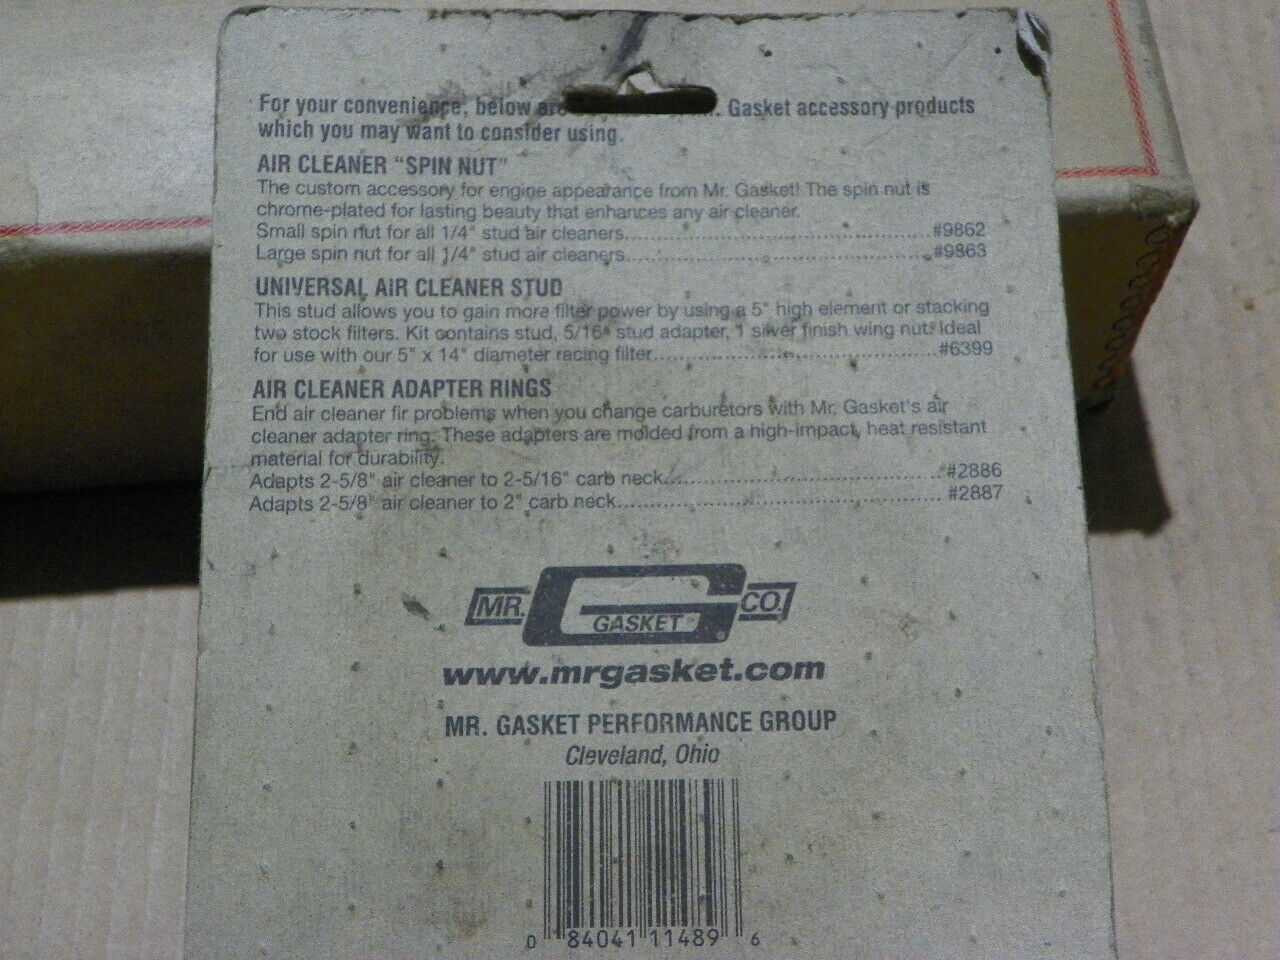 For your convenience, below are r. Gasket accessory products
which you may want to consider using.
AIR CLEANER “SPIN NUT”
The custom accessory for engine appearance from Mr. Gasket! The spin nut is
chrome-plated for lasting beauty that enhances any air cleaner.
Small spin nut for all 1/4" stud air cleaners.................................................#9862
Large spin nut for all 1/4" stud air cleaners.................................................#9863
UNIVERSAL AIR CLEANER STUD
This stud allows you to gain more filter power by using a 5" high element or stacking
two stock filters. Kit contains stud, 5/16" stud adapter, 1 silver finish wing nut. Ideal
for use with our 5" x 14" diameter racing filter.............................................#6399
AIR CLEANER ADAPTER RINGS
End air cleaner fir problems when you change carburetors with Mr. Gasket's air
cleaner adapter ring. These adapters are molded from a high-impact, heat resistant
material for durability.
Adapts 2-5/8" air cleaner to 2-5/16" carb neck............................................#2886
Adapts 2-5/8" air cleaner to 2" carb neck....................................................#2887
MR. GASKET CO.
www.mrgasket.com
MR. GASKET PERFORMANCE GROUP
Cleveland, Ohio
0 84041 11489 6